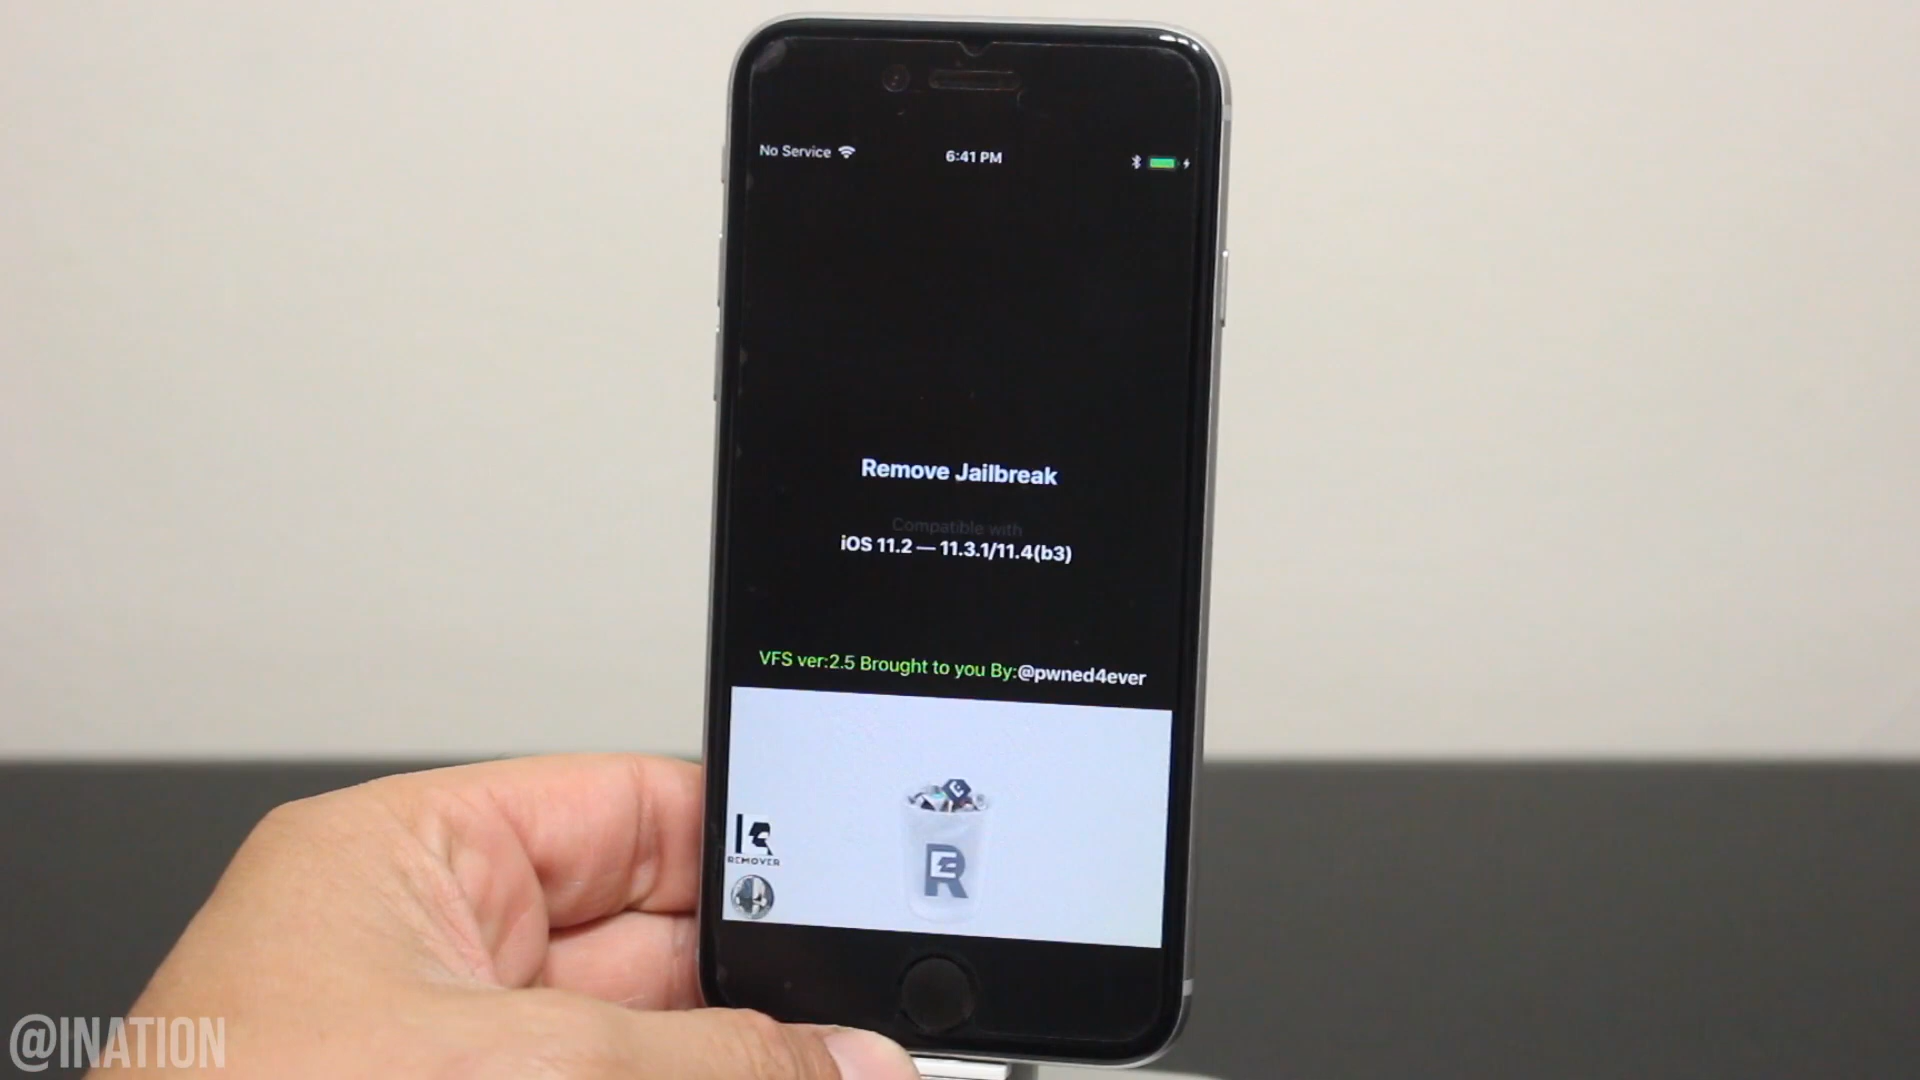 No Service
6:41 PM
Remove Jailbreak
Compatible with
iOS 11.2 — 11.3.1/11.4(b3)
VFS ver:2.5 Brought to you By:@pwned4ever
REMOVER
R
@INATION